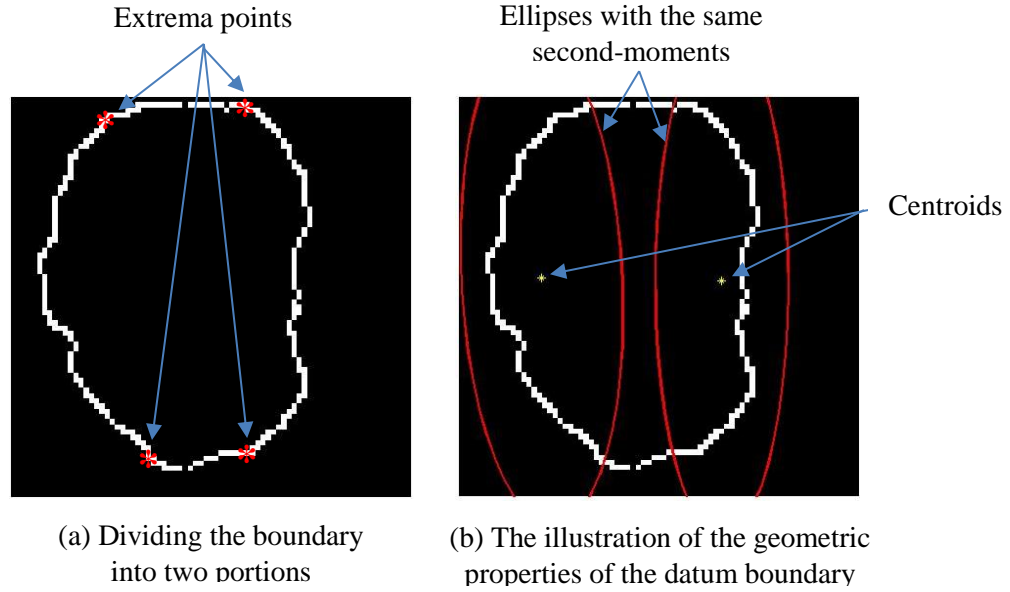 Extrema points
Ellipses with the same
second-moments
Centroids
(a) Dividing the boundary
into two portions
(b) The illustration of the geometric
properties of the datum boundary